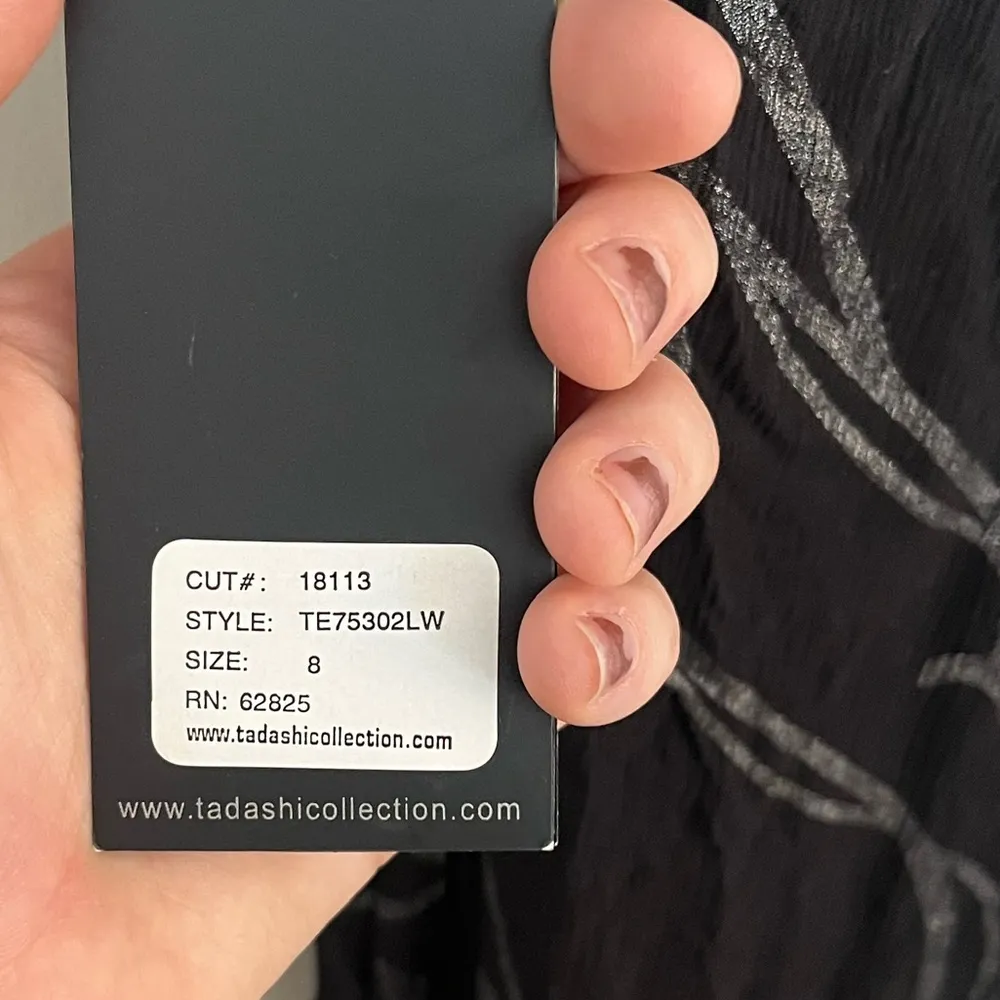 CUT#: 18113
STYLE: TE75302LW
SIZE: 8
RN: 62825
www.tadashicollection.com
www.tadashicollection.com